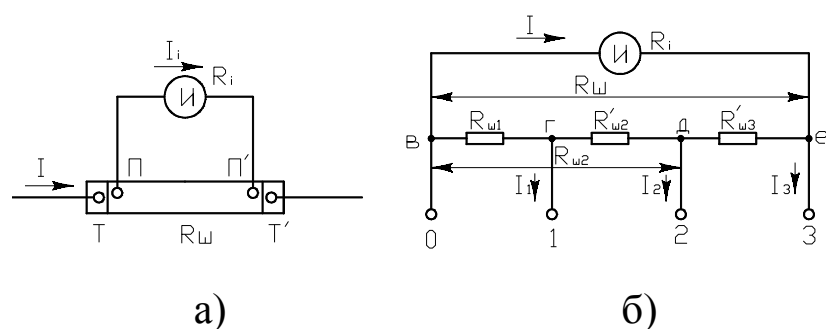 Ii
Ri
И
I
П
П′
Т
Rш
Т′
а)
I
И
Ri
Rш
в
Rш1
г
R′ш2
д
R′ш3
е
Rш2
I1
I2
I3
0
1
2
3
б)